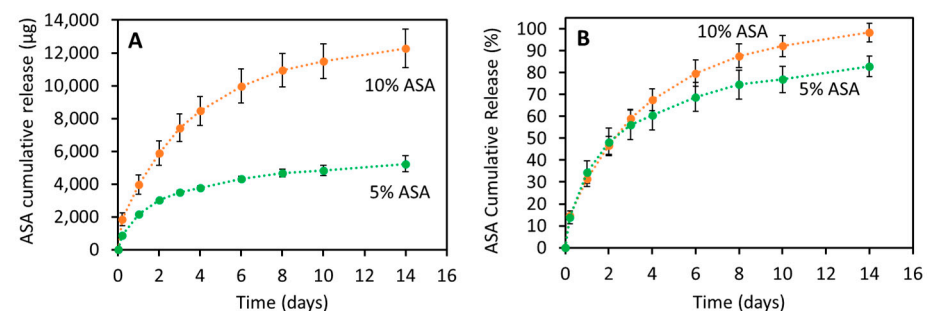 A
ASA cumulative release (µg)
14,000
12,000
10,000
8,000
6,000
4,000
2,000
0
10% ASA
5% ASA
0 2 4 6 8 10 12 14 16
Time (days)
B
ASA Cumulative Release (%)
100
90
80
70
60
50
40
30
20
10
0
10% ASA
5% ASA
0 2 4 6 8 10 12 14 16
Time (days)